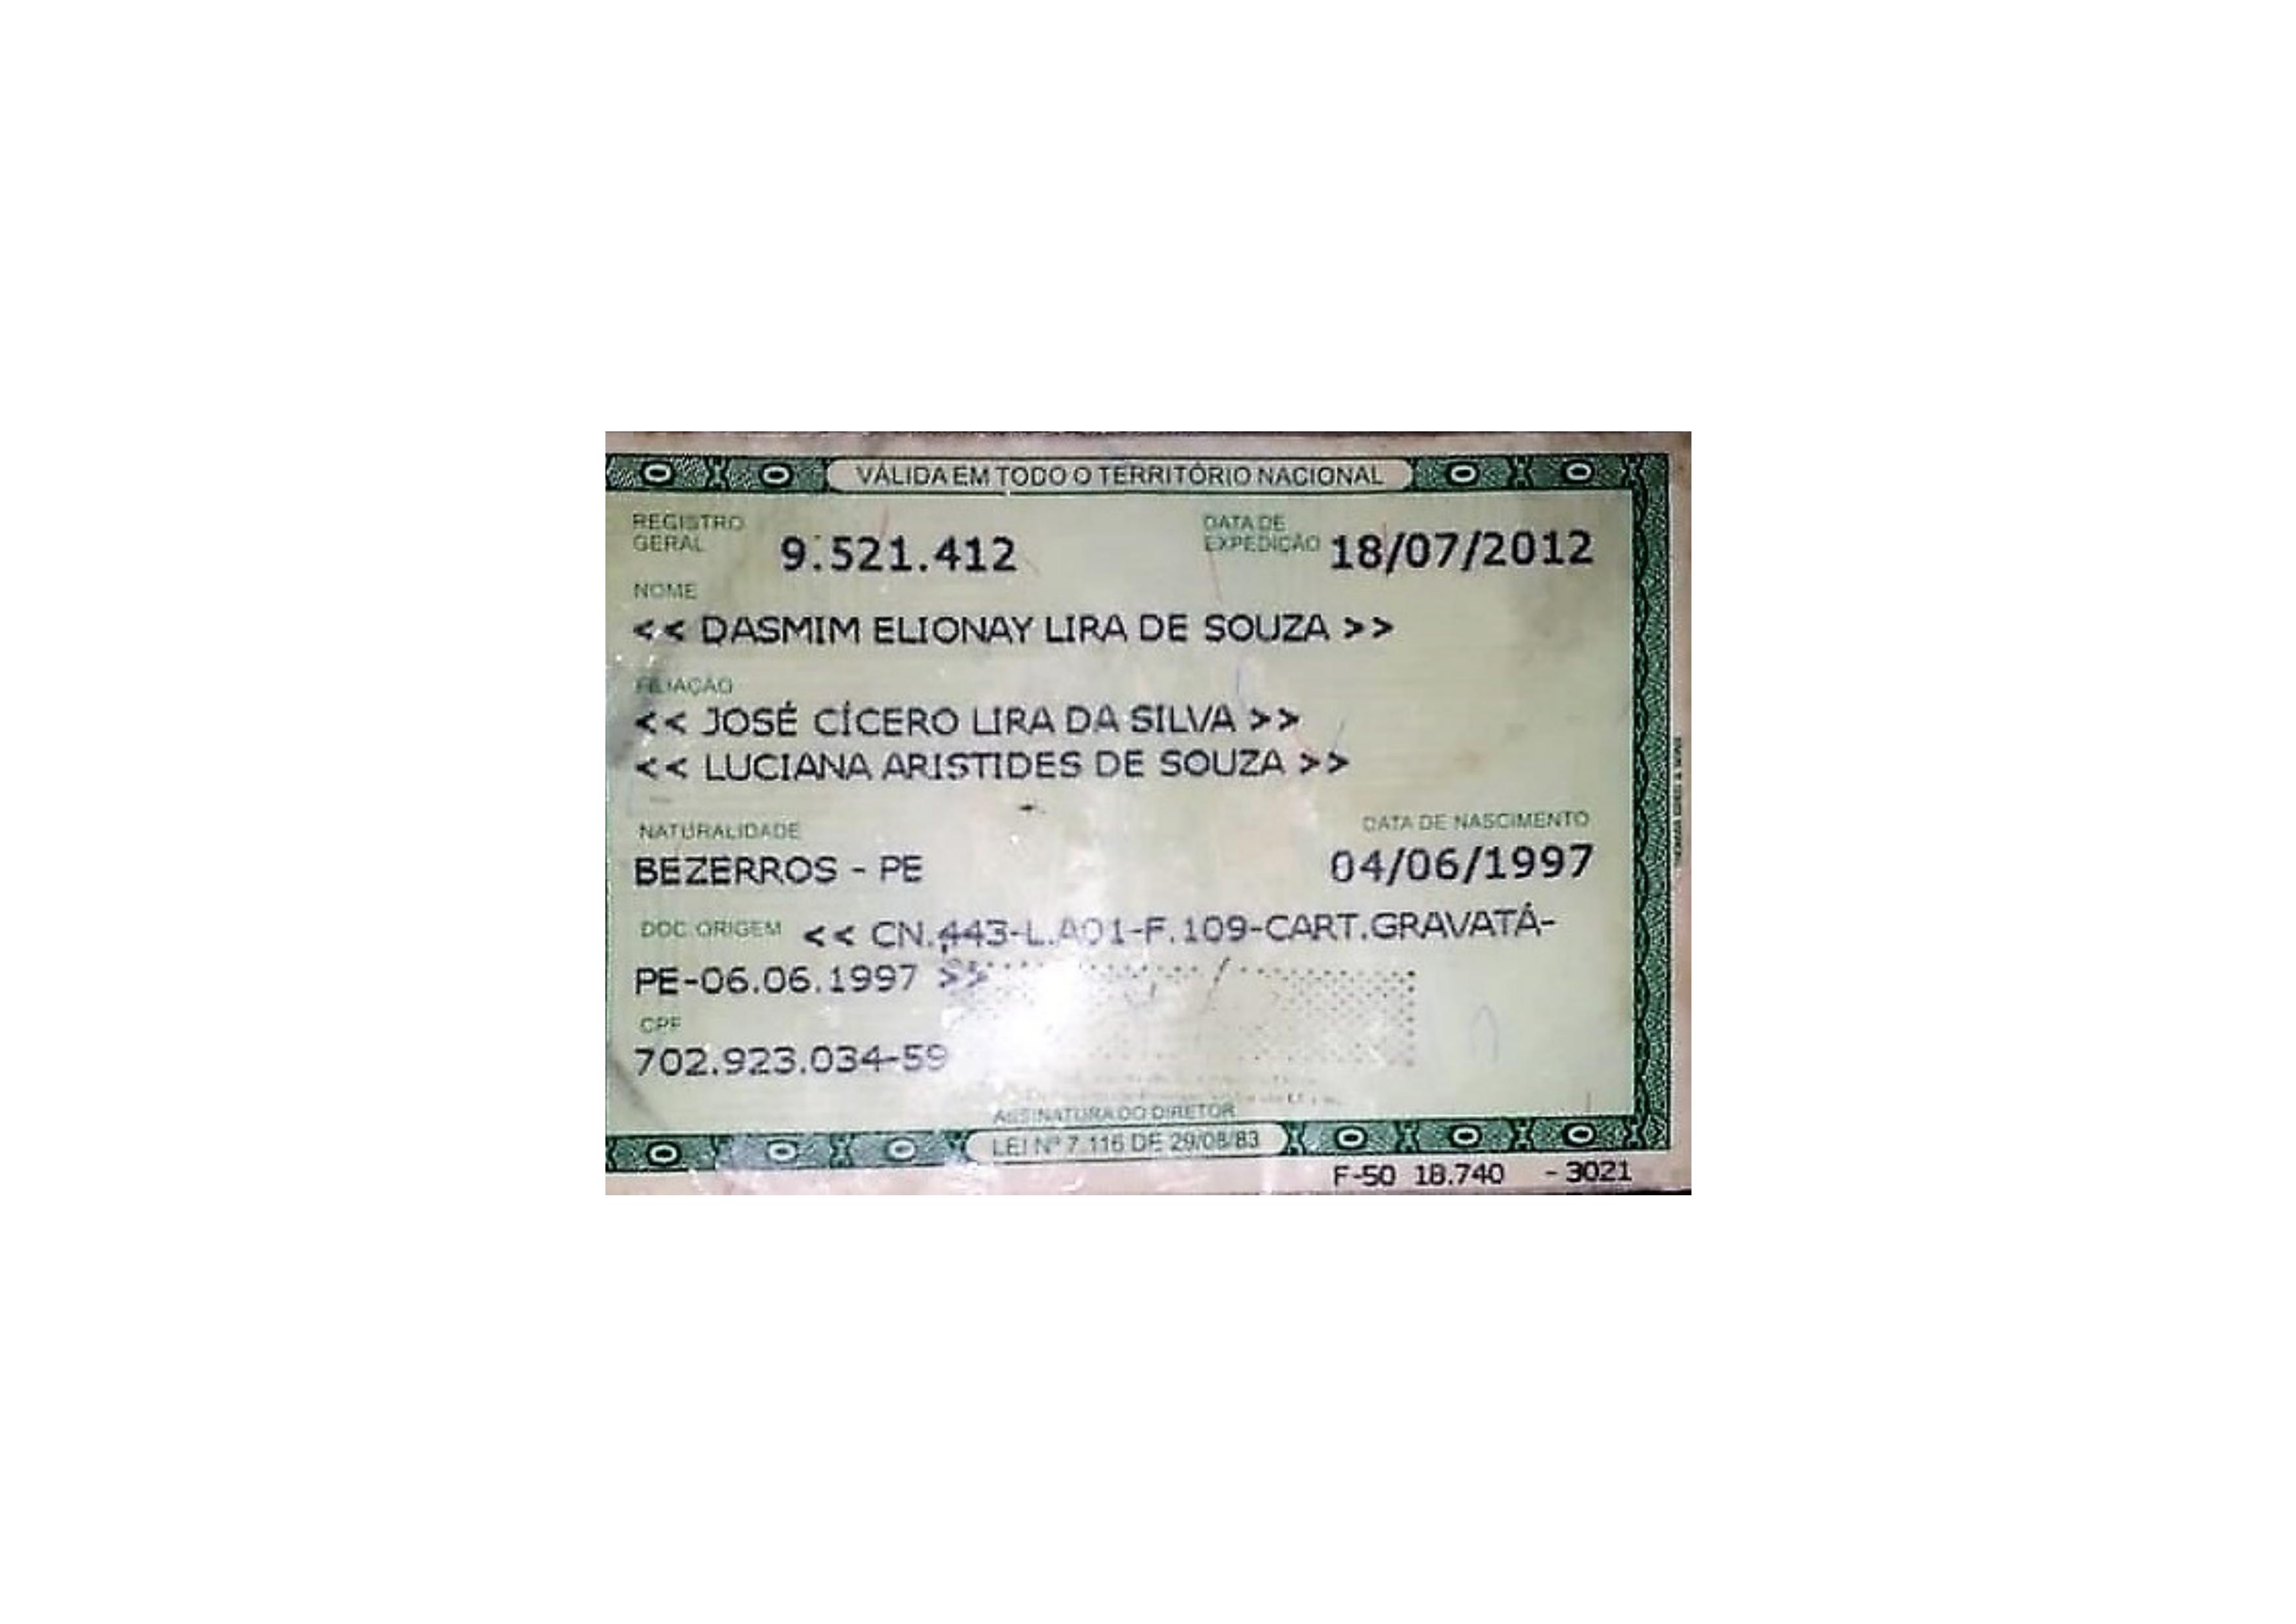 VÁLIDA EM TODO O TERRITÓRIO NACIONAL
REGISTRO GERAL 9.521.412 DATA DE EXPEDIÇÃO 18/07/2012
NOME
<< DASMIM ELIONAY LIRA DE SOUZA >>
FILIAÇÃO
<< JOSÉ CÍCERO LIRA DA SILVA >>
<< LUCIANA ARISTIDES DE SOUZA >>
NATURALIDADE DATA DE NASCIMENTO
BEZERROS - PE 04/06/1997
DOC ORIGEM << CN.443-L.A01-F.109-CART.GRAVATÁ-
PE-06.06.1997 >>
CPF
702.923.034-59
ASSINATURA DO DIRETOR
LEI Nº 7.116 DE 29/08/83
F-50 18.740 - 3021